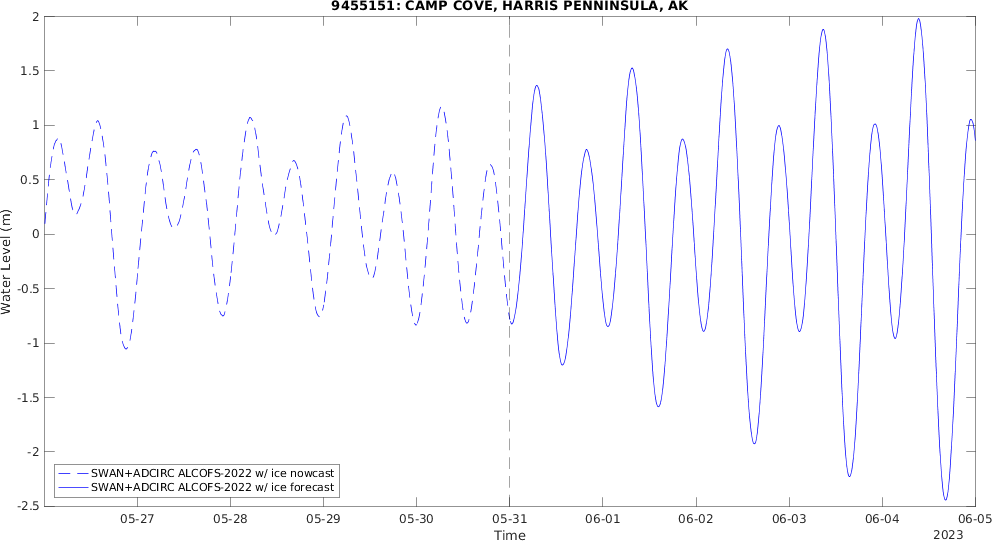 9455151: CAMP COVE, HARRIS PENNINSULA, AK
2
1.5
1
0.5
0
-0.5
-1
-1.5
-2
-2.5
Water Level (m)
SWAN+ADCIRC ALCOFS-2022 w/ ice nowcast
SWAN+ADCIRC ALCOFS-2022 w/ ice forecast
05-27 05-28 05-29 05-30 05-31 06-01 06-02 06-03 06-04 06-05
Time
2023